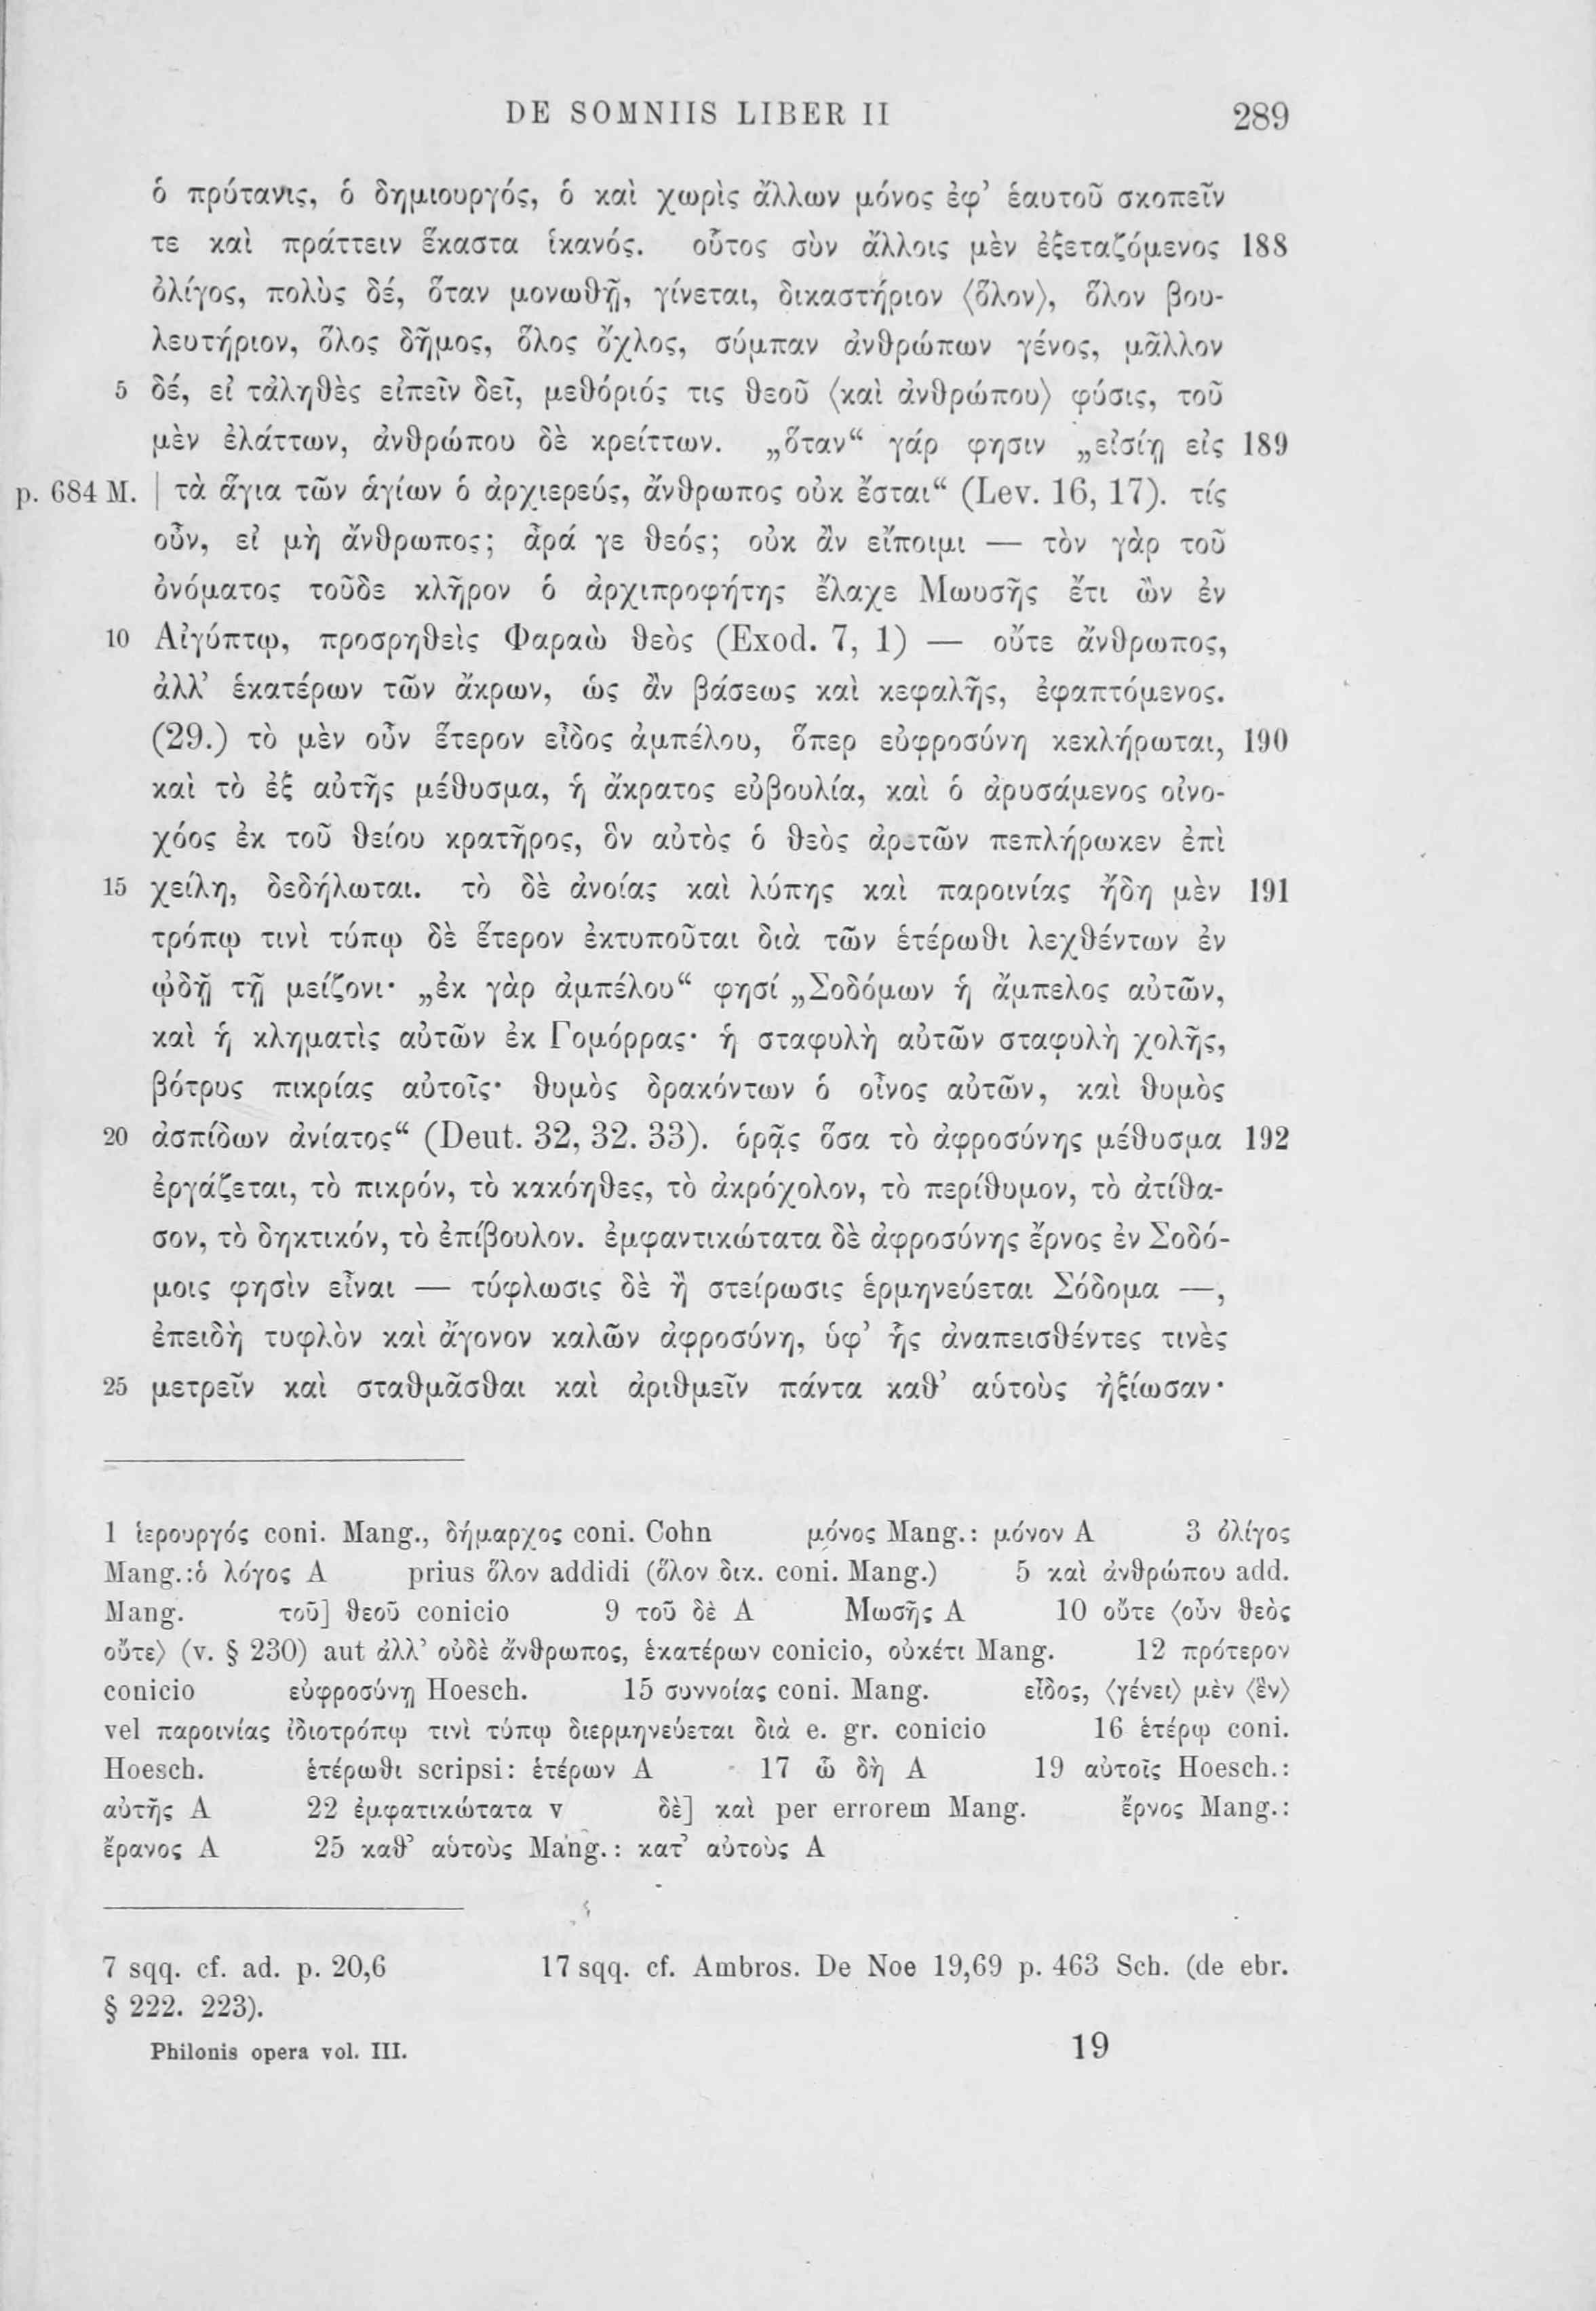 DE SOMNIIS LIBER II 289
ὁ πρύτανις, ὁ δημιουργός, ὁ καὶ χωρὶς ἄλλων μόνος ἐφ’ ἑαυτοῦ σκοπεῖν
τε καὶ πράττειν ἕκαστα ἱκανός. οὗτος σὺν ἄλλοις μὲν ἐξεταζόμενος 188
ὀλίγος, πολὺς δέ, ὅταν μονωθῇ, γίνεται, δικαστήριον ⟨ὅλον⟩, ὅλον βου-
λευτήριον, ὅλος δῆμος, ὅλος ὄχλος, σύμπαν ἀνθρώπων γένος, μᾶλλον
5 δέ, εἰ τἀληθὲς εἰπεῖν δεῖ, μεθόριός τις θεοῦ ⟨καὶ ἀνθρώπου⟩ φύσις, τοῦ
μὲν ἐλάττων, ἀνθρώπου δὲ κρείττων. „ὅταν“ γάρ φησιν „εἰσίῃ εἰς 189
p. 684 M. | τὰ ἅγια τῶν ἁγίων ὁ ἀρχιερεύς, ἄνθρωπος οὐκ ἔσται“ (Lev. 16, 17). τίς
οὖν, εἰ μὴ ἄνθρωπος; ἆρά γε θεός; οὐκ ἂν εἴποιμι — τὸν γὰρ τοῦ
ὀνόματος τοῦδε κλῆρον ὁ ἀρχιπροφήτης ἔλαχε Μωυσῆς ἔτι ὢν ἐν
10 Αἰγύπτῳ, προσρηθεὶς Φαραὼ θεὸς (Exod. 7, 1) — οὔτε ἄνθρωπος,
ἀλλ’ ἑκατέρων τῶν ἄκρων, ὡς ἂν βάσεως καὶ κεφαλῆς, ἐφαπτόμενος.
(29.) τὸ μὲν οὖν ἕτερον εἶδος ἀμπέλου, ὅπερ εὐφροσύνη κεκλήρωται, 190
καὶ τὸ ἐξ αὐτῆς μέθυσμα, ἡ ἄκρατος εὐβουλία, καὶ ὁ ἀρυσάμενος οἰνο-
χόος ἐκ τοῦ θείου κρατῆρος, ὃν αὐτὸς ὁ θεὸς ἀρετῶν πεπλήρωκεν ἐπὶ
15 χείλη, δεδήλωται. τὸ δὲ ἀνοίας καὶ λύπης καὶ παροινίας ἤδη μὲν 191
τρόπῳ τινὶ τύπῳ δὲ ἕτερον ἐκτυποῦται διὰ τῶν ἑτέρωθι λεχθέντων ἐν
ᾠδῇ τῇ μείζονι· „ἐκ γὰρ ἀμπέλου“ φησί „Σοδόμων ἡ ἄμπελος αὐτῶν,
καὶ ἡ κληματὶς αὐτῶν ἐκ Γομόρρας· ἡ σταφυλὴ αὐτῶν σταφυλὴ χολῆς,
βότρυς πικρίας αὐτοῖς· θυμὸς δρακόντων ὁ οἶνος αὐτῶν, καὶ θυμὸς
20 ἀσπίδων ἀνίατος“ (Deut. 32, 32. 33). ὁρᾷς ὅσα τὸ ἀφροσύνης μέθυσμα 192
ἐργάζεται, τὸ πικρόν, τὸ κακόηθες, τὸ ἀκρόχολον, τὸ περίθυμον, τὸ ἀτίθα-
σον, τὸ δηκτικόν, τὸ ἐπίβουλον. ἐμφαντικώτατα δὲ ἀφροσύνης ἔρνος ἐν Σοδό-
μοις φησὶν εἶναι — τύφλωσις δὲ ἢ στείρωσις ἑρμηνεύεται Σόδομα —,
ἐπειδὴ τυφλὸν καὶ ἄγονον καλῶν ἀφροσύνη, ὑφ’ ἧς ἀναπεισθέντες τινὲς
25 μετρεῖν καὶ σταθμᾶσθαι καὶ ἀριθμεῖν πάντα καθ’ αὑτοὺς ἠξίωσαν·
1 ἱερουργός coni. Mang., δήμαρχος coni. Cohn μόνος Mang.: μόνον A 3 ὀλίγος
Mang.:ὁ λόγος A prius ὅλον addidi (ὅλον δικ. coni. Mang.) 5 καὶ ἀνθρώπου add.
Mang. τοῦ] θεοῦ conicio 9 τοῦ δὲ A Μωσῆς A 10 οὔτε ⟨οὖν θεὸς
οὔτε⟩ (v. § 230) aut ἀλλ’ οὐδὲ ἄνθρωπος, ἑκατέρων conicio, οὐκέτι Mang. 12 πρότερον
conicio εὐφροσύνῃ Hoesch. 15 συννοίας coni. Mang. εἶδος, ⟨γένει⟩ μὲν ⟨ἓν⟩
vel παροινίας ἰδιοτρόπῳ τινὶ τύπῳ διερμηνεύεται διὰ e. gr. conicio 16 ἑτέρῳ coni.
Hoesch. ἑτέρωθι scripsi: ἑτέρων A 17 ὦ δὴ A 19 αὐτοῖς Hoesch.:
αὐτῆς A 22 ἐμφατικώτατα v δὲ] καὶ per errorem Mang. ἔρνος Mang.:
ἔρανος A 25 καθ’ αὑτοὺς Mang.: κατ’ αὐτοὺς A
7 sqq. cf. ad. p. 20,6 17 sqq. cf. Ambros. De Noe 19,69 p. 463 Sch. (de ebr.
§ 222. 223).
Philonis opera vol. III. 19